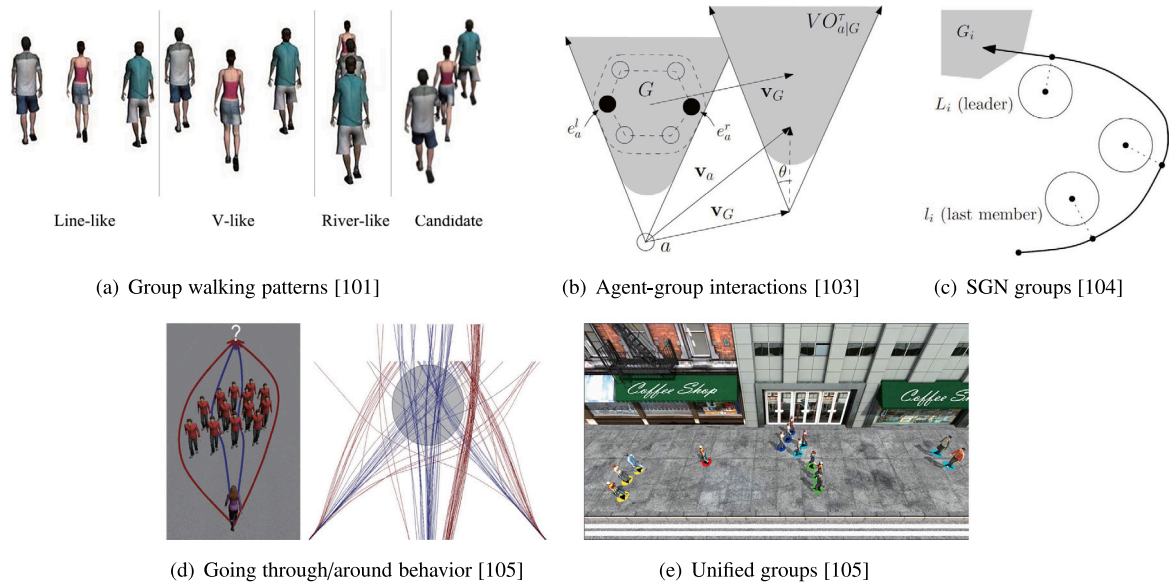 Line-like
V-like
River-like
Candidate
(a) Group walking patterns [101]
VO^τ_{a|G}
G
v_G
e^l_a
e^r_a
v_a
θ
v_G
a
(b) Agent-group interactions [103]
G_i
L_i (leader)
l_i (last member)
(c) SGN groups [104]
?
(d) Going through/around behavior [105]
Coffee Shop
Coffee Sh
(e) Unified groups [105]